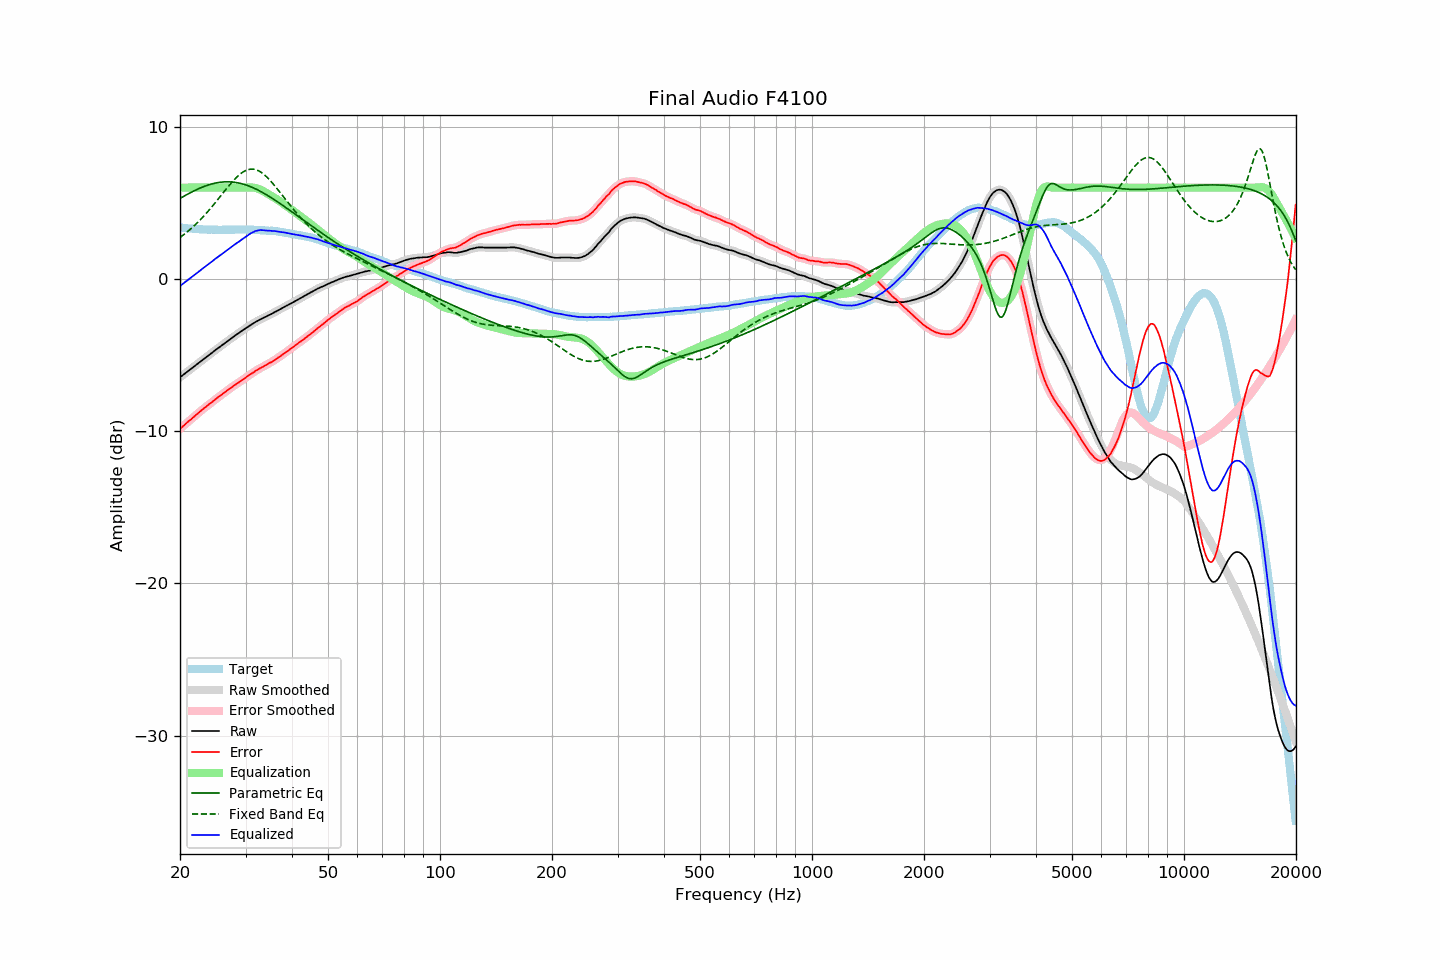 Final Audio F4100
10
0
−10
−20
−30
Amplitude (dBr)
Target
Raw Smoothed
Error Smoothed
Raw
Error
Equalization
Parametric Eq
Fixed Band Eq
Equalized
20 50 100 200 500 1000 2000 5000 10000 20000
Frequency (Hz)